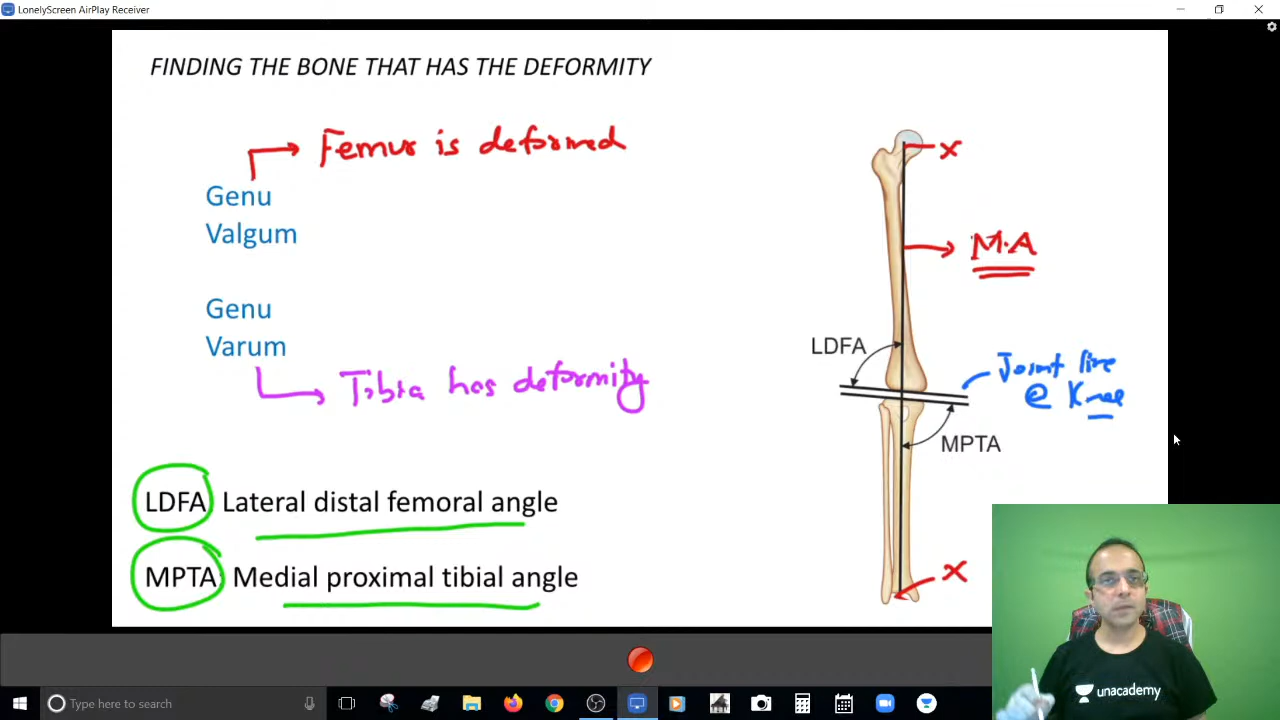 LonelyScreen AirPlay Receiver
FINDING THE BONE THAT HAS THE DEFORMITY
Femur is deformed
Genu
Valgum
Genu
Varum
Tibia has deformity
LDFA Lateral distal femoral angle
MPTA Medial proximal tibial angle
X
M.A
LDFA
Joint line
@ Knee
MPTA
X
unacademy
Type here to search